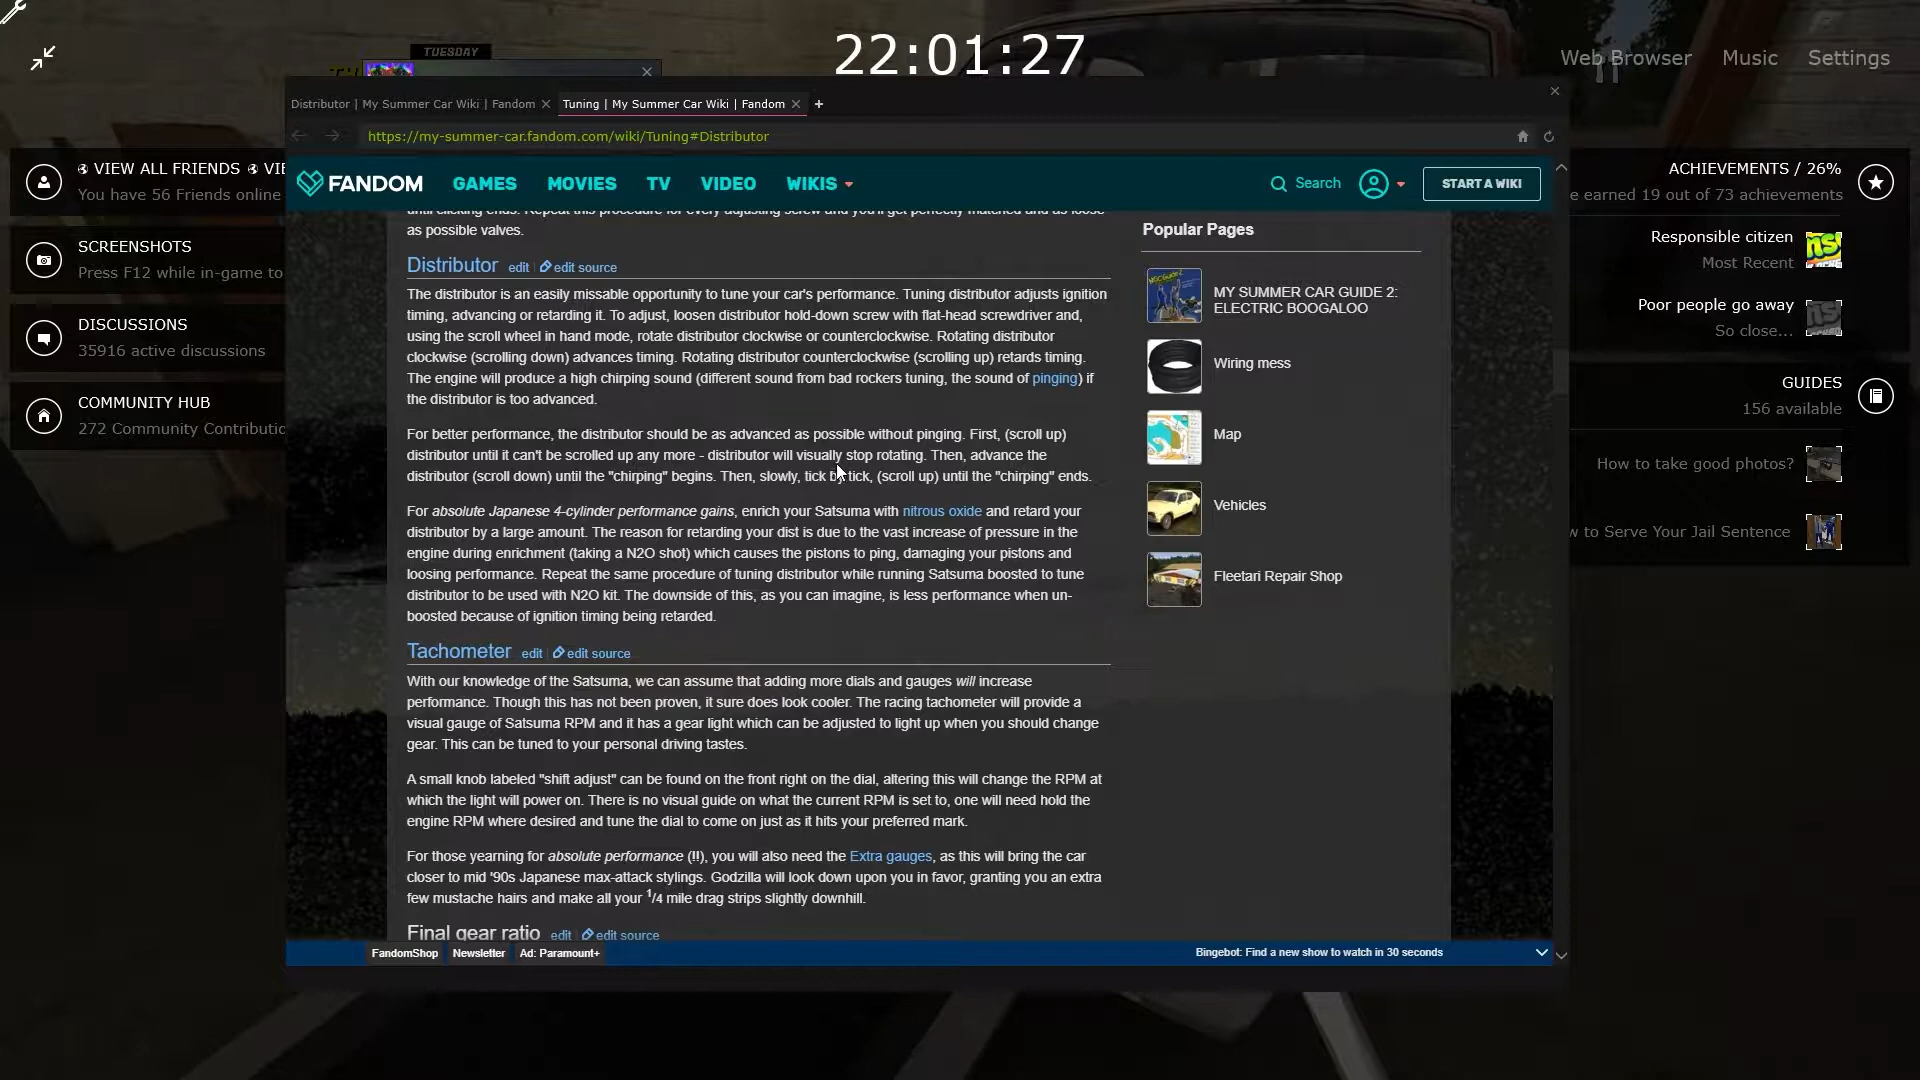 TUESDAY
22:01:27
Web Browser Music Settings
Distributor | My Summer Car Wiki | Fandom
Tuning | My Summer Car Wiki | Fandom
https://my-summer-car.fandom.com/wiki/Tuning#Distributor
FANDOM
GAMES
MOVIES
TV
VIDEO
WIKIS
Search
START A WIKI
VIEW ALL FRIENDS
You have 56 Friends online
SCREENSHOTS
Press F12 while in-game to
DISCUSSIONS
35916 active discussions
COMMUNITY HUB
272 Community
until clicking ends. Repeat this procedure for every adjusting screw and you'll get perfectly matched and as loose
as possible valves.
Distributor edit edit source
The distributor is an easily missable opportunity to tune your car's performance. Tuning distributor adjusts ignition
timing, advancing or retarding it. To adjust, loosen distributor hold-down screw with flat-head screwdriver and,
using the scroll wheel in hand mode, rotate distributor clockwise or counterclockwise. Rotating distributor
clockwise (scrolling down) advances timing. Rotating distributor counterclockwise (scrolling up) retards timing.
The engine will produce a high chirping sound (different sound from bad rockers tuning, the sound of pinging) if
the distributor is too advanced.
For better performance, the distributor should be as advanced as possible without pinging. First, (scroll up)
distributor until it can't be scrolled up any more - distributor will visually stop rotating. Then, advance the
distributor (scroll down) until the "chirping" begins. Then, slowly, tick by tick, (scroll up) until the "chirping" ends.
For absolute Japanese 4-cylinder performance gains, enrich your Satsuma with nitrous oxide and retard your
distributor by a large amount. The reason for retarding your dist is due to the vast increase of pressure in the
engine during enrichment (taking a N2O shot) which causes the pistons to ping, damaging your pistons and
loosing performance. Repeat the same procedure of tuning distributor while running Satsuma boosted to tune
distributor to be used with N2O kit. The downside of this, as you can imagine, is less performance when un-
boosted because of ignition timing being retarded.
Tachometer edit edit source
With our knowledge of the Satsuma, we can assume that adding more dials and gauges will increase
performance. Though this has not been proven, it sure does look cooler. The racing tachometer will provide a
visual gauge of Satsuma RPM and it has a gear light which can be adjusted to light up when you should change
gear. This can be tuned to your personal driving tastes.
A small knob labeled "shift adjust" can be found on the front right on the dial, altering this will change the RPM at
which the light will power on. There is no visual guide on what the current RPM is set to, one will need hold the
engine RPM where desired and tune the dial to come on just as it hits your preferred mark.
For those yearning for absolute performance (!!), you will also need the Extra gauges, as this will bring the car
closer to mid '90s Japanese max-attack stylings. Godzilla will look down upon you in favor, granting you an extra
few mustache hairs and make all your 1/4 mile drag strips slightly downhill.
Final gear ratio edit edit source
Popular Pages
MY SUMMER CAR GUIDE 2:
ELECTRIC BOOGALOO
Wiring mess
Map
Vehicles
Fleetari Repair Shop
FandomShop
Newsletter
Ad: Paramount+
Bingebot: Find a new show to watch in 30 seconds
ACHIEVEMENTS / 26%
e earned 19 out of 73 achievements
Responsible citizen
Most Recent
Poor people go away
So close...
GUIDES
156 available
How to take good photos?
to Serve Your Jail Sentence